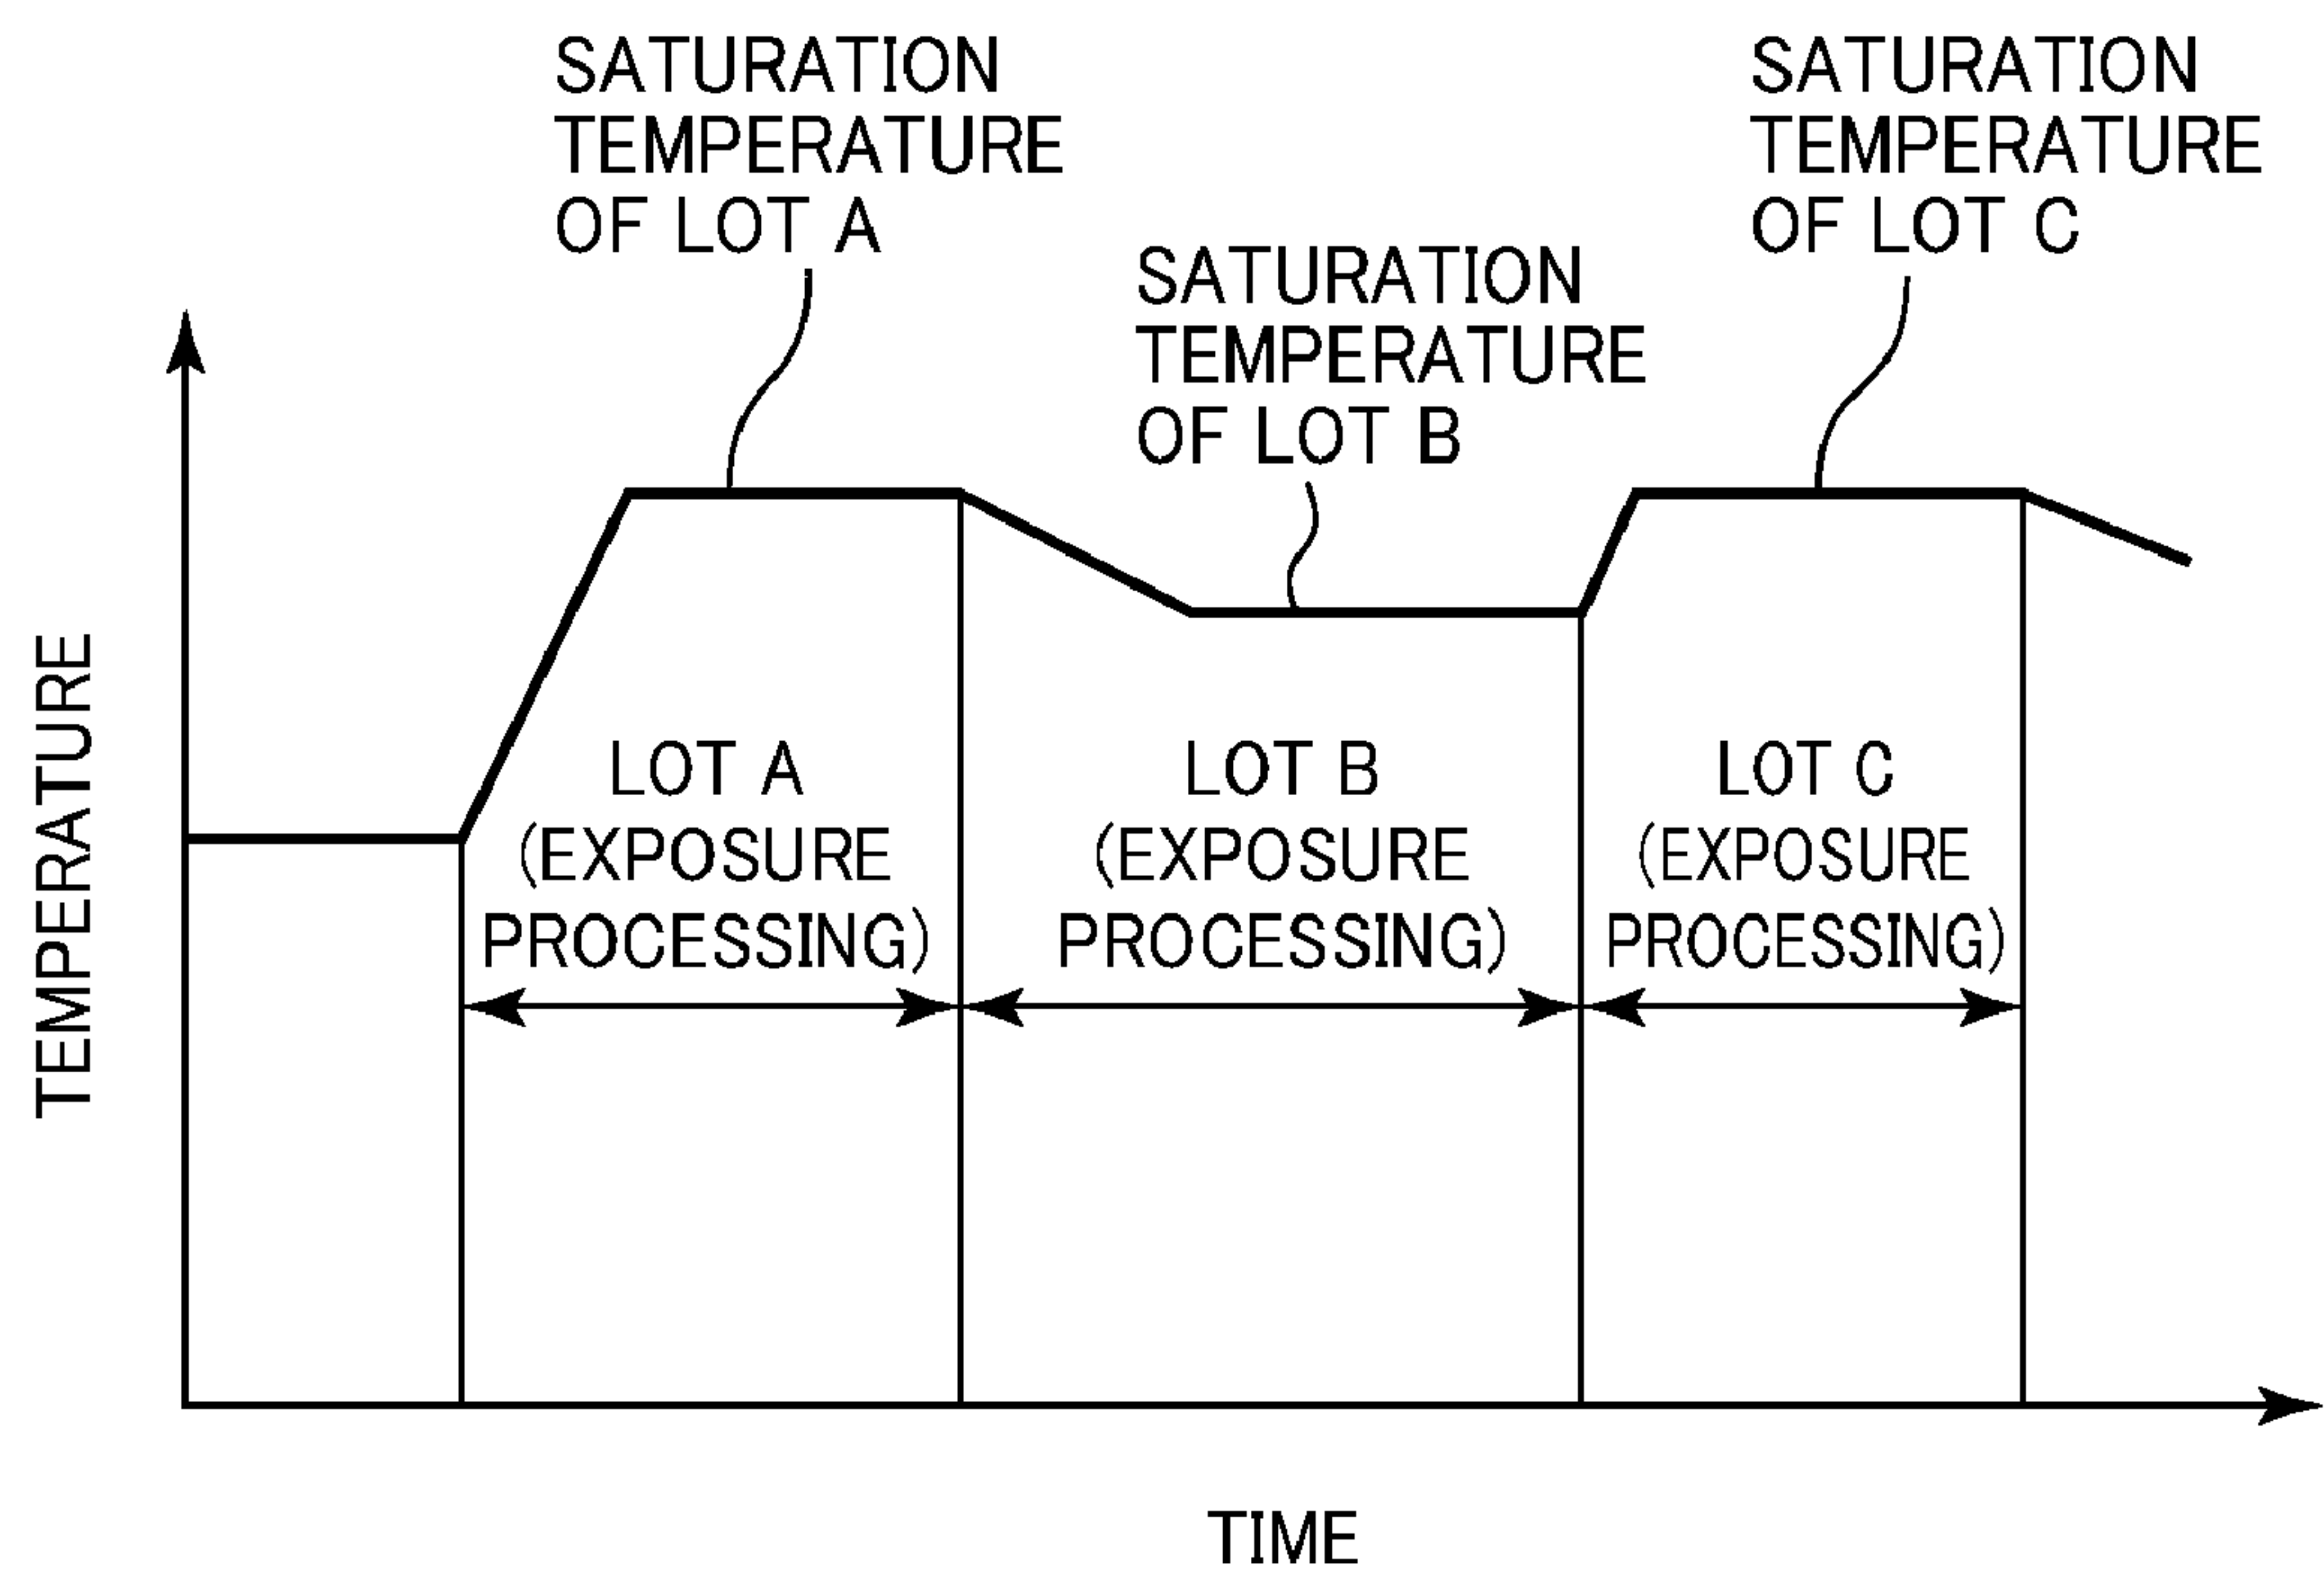 SATURATION
TEMPERATURE
OF LOT A
SATURATION
TEMPERATURE
OF LOT B
SATURATION
TEMPERATURE
OF LOT C
TEMPERATURE
LOT A
(EXPOSURE
PROCESSING)
LOT B
(EXPOSURE
PROCESSING)
LOT C
(EXPOSURE
PROCESSING)
TIME